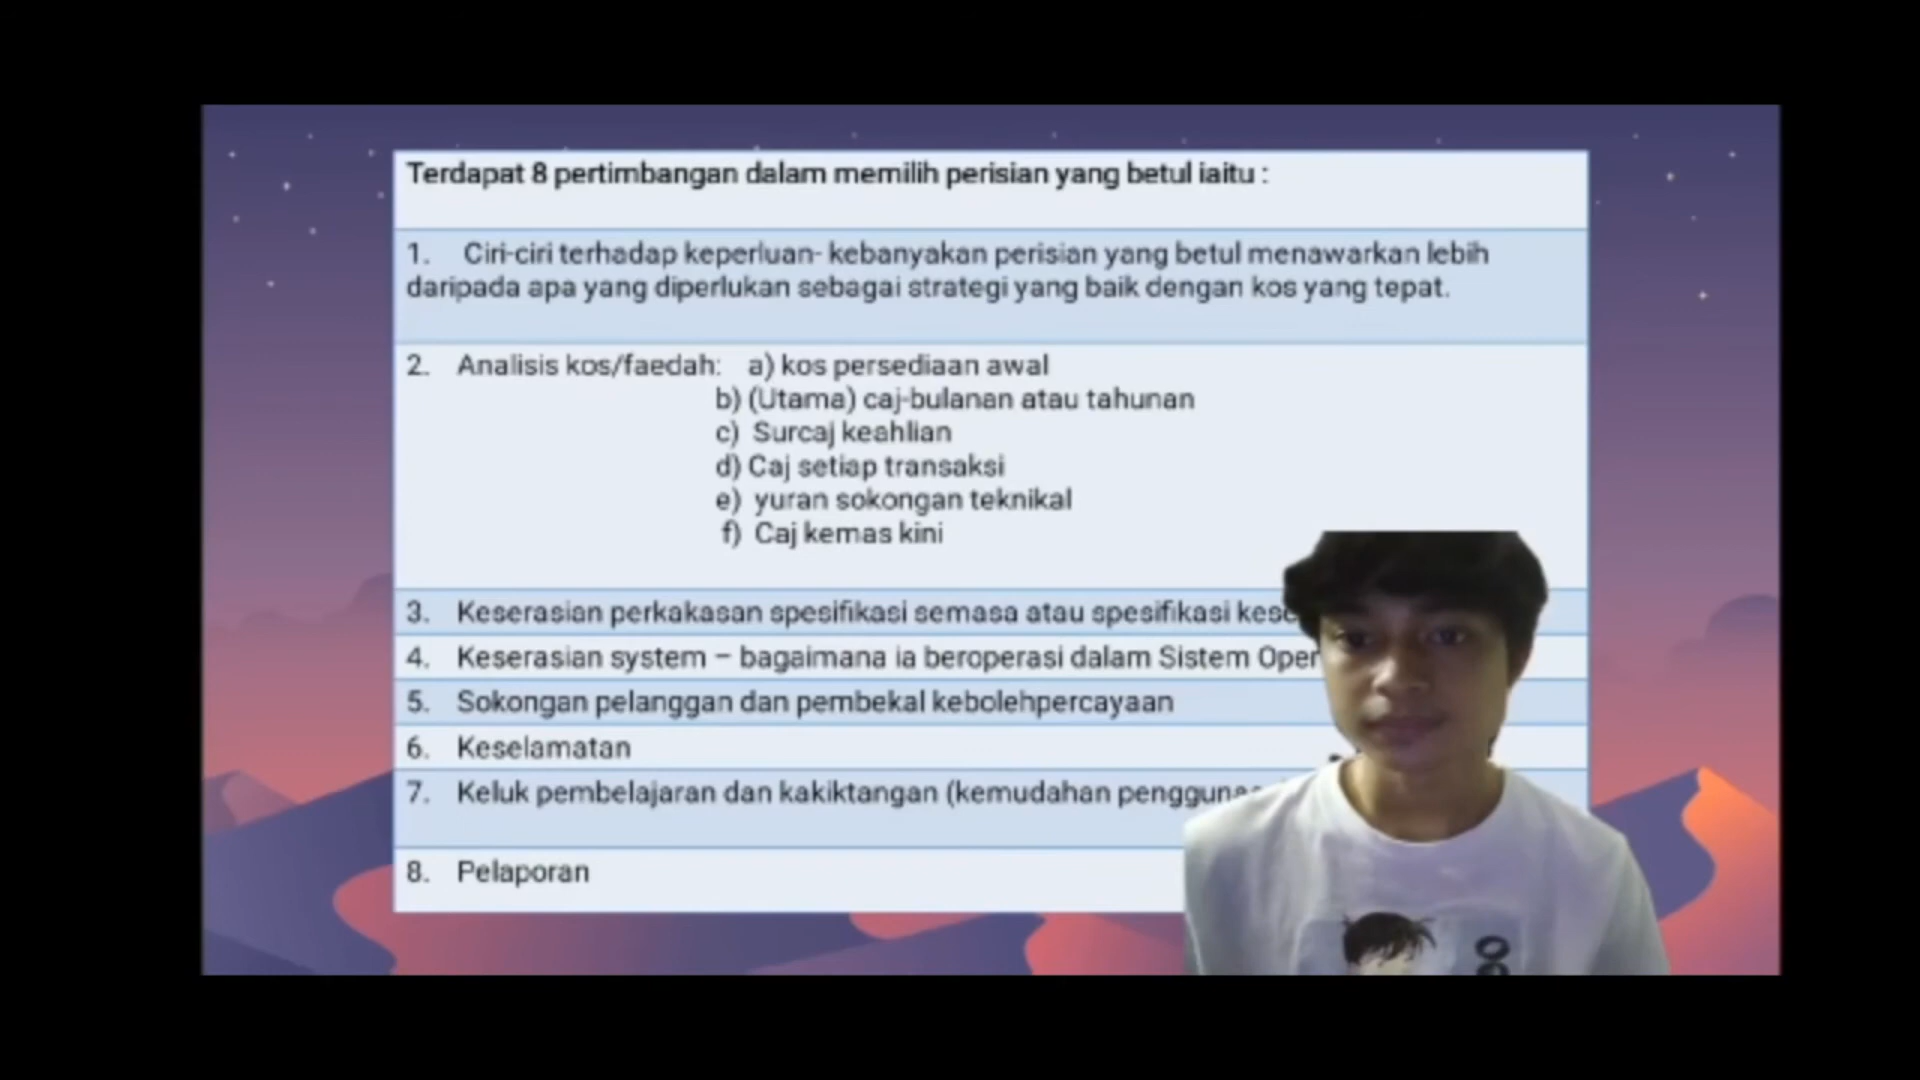 Terdapat 8 pertimbangan dalam memilih perisian yang betul iaitu :
1. Ciri-ciri terhadap keperluan- kebanyakan perisian yang betul menawarkan lebih
daripada apa yang diperlukan sebagai strategi yang baik dengan kos yang tepat.
2. Analisis kos/faedah: a) kos persediaan awal
b) (Utama) caj-bulanan atau tahunan
c) Surcaj keahlian
d) Caj setiap transaksi
e) yuran sokongan teknikal
f) Caj kemas kini
3. Keserasian perkakasan spesifikasi semasa atau spesifikasi
4. Keserasian system – bagaimana ia beroperasi dalam Sistem
5. Sokongan pelanggan dan pembekal kebolehpercayaan
6. Keselamatan
7. Keluk pembelajaran dan kakiktangan (kemudahan
8. Pelaporan